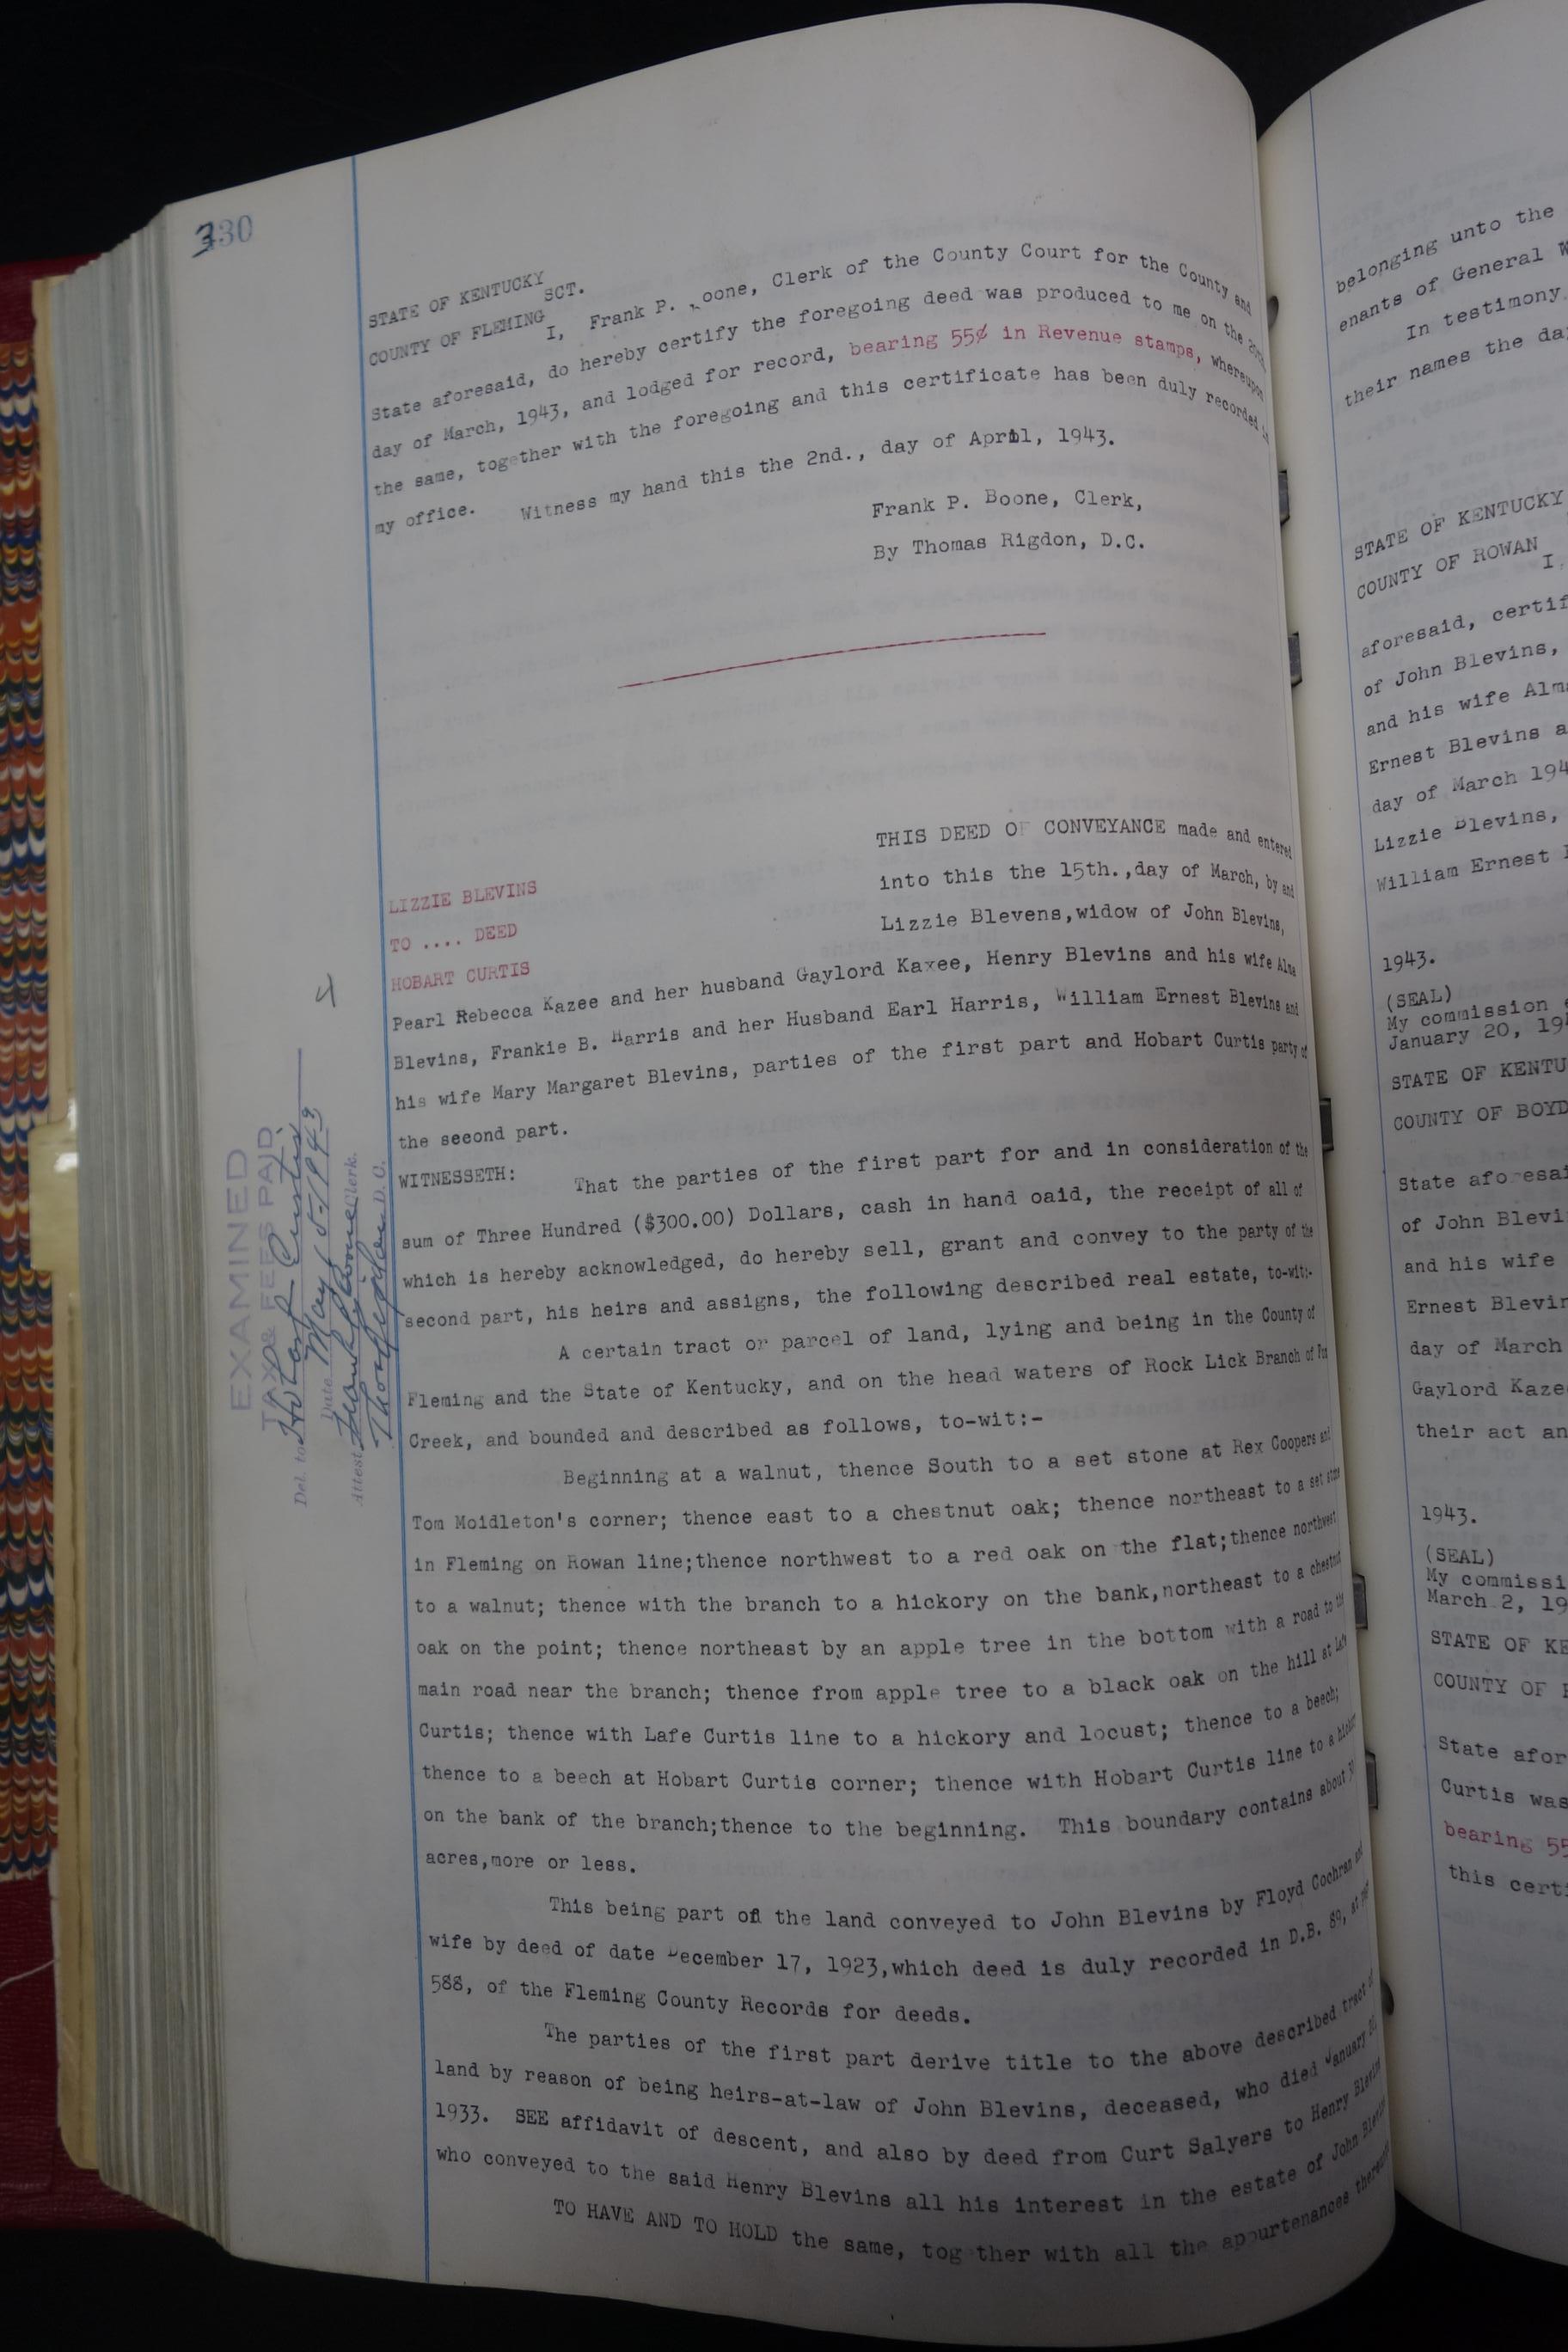 330
STATE OF KENTUCKY
SCT.
COUNTY OF FLEMING
I, Frank P. Boone, Clerk of the County Court for the County and
State aforesaid, do hereby certify the foregoing deed was produced to me on the
day of March, 1943, and lodged for record, bearing 55¢ in Revenue stamps, whereupon
the same, together with the foregoing and this certificate has been duly recorded in
my office. Witness my hand this the 2nd., day of April, 1943.
Frank P. Boone, Clerk,
By Thomas Rigdon, D.C.
THIS DEED OF CONVEYANCE made and entered
into this the 15th.,day of March, by and
LIZZIE BLEVINS
TO .... DEED
HOBART CURTIS
Lizzie Blevens,widow of John Blevins,
Pearl Rebecca Kazee and her husband Gaylord Kazee, Henry Blevins and his wife Alma
Blevins, Frankie B. Harris and her Husband Earl Harris, William Ernest Blevins and
his wife Mary Margaret Blevins, parties of the first part and Hobart Curtis party of
the second part.
WITNESSETH: That the parties of the first part for and in consideration of the
sum of Three Hundred ($300.00) Dollars, cash in hand oaid, the receipt of all of
which is hereby acknowledged, do hereby sell, grant and convey to the party of the
second part, his heirs and assigns, the following described real estate, to-wit:-
A certain tract or parcel of land, lying and being in the County of
Fleming and the State of Kentucky, and on the head waters of Rock Lick Branch of
Creek, and bounded and described as follows, to-wit:-
Beginning at a walnut, thence South to a set stone at Rex Coopers and
Tom Moidleton's corner; thence east to a chestnut oak; thence northeast to a set stone
in Fleming on Rowan line;thence northwest to a red oak on the flat;thence northwest
to a walnut; thence with the branch to a hickory on the bank,northeast to a chestnut
oak on the point; thence northeast by an apple tree in the bottom with a road to the
main road near the branch; thence from apple tree to a black oak on the hill at Lafe
Curtis; thence with Lafe Curtis line to a hickory and locust; thence to a beech;
thence to a beech at Hobart Curtis corner; thence with Hobart Curtis line to a hickory
on the bank of the branch;thence to the beginning. This boundary contains about
acres,more or less.
This being part of the land conveyed to John Blevins by Floyd Cochran and
wife by deed of date December 17, 1923,which deed is duly recorded in D.B. 89, at page
588, of the Fleming County Records for deeds.
The parties of the first part derive title to the above described tract of
land by reason of being heirs-at-law of John Blevins, deceased, who died January
1933. SEE affidavit of descent, and also by deed from Curt Salyers to Henry Blevins
who conveyed to the said Henry Blevins all his interest in the estate of John Blevins
TO HAVE AND TO HOLD the same, together with all the appurtenances thereunto
4
EXAMINED
TAX & FEES PAID
Del. to Hobart Curtis
Date May 5-1943
Attest Frank P. Boone Clerk.
Thos Rigdon D. C.
belonging unto the
enants of General W
In testimony
their names the da
STATE OF KENTUCKY
COUNTY OF ROWAN
I,
aforesaid, certif
of John Blevins,
and his wife Alma
Ernest Blevins a
day of March 194
Lizzie Blevins,
William Ernest
1943.
(SEAL)
My commission
January 20, 19
STATE OF KENTU
COUNTY OF BOYD
State aforesai
of John Blevi
and his wife
Ernest Blevin
day of March
Gaylord Kaze
their act an
1943.
(SEAL)
My commissi
March 2, 19
STATE OF KE
COUNTY OF
State afor
Curtis was
bearing 55
this certi